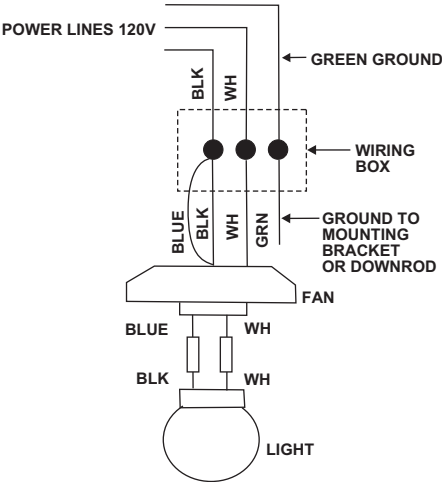 POWER LINES 120V
GREEN GROUND
BLK
WH
WIRING
BOX
BLUE
BLK
WH
GRN
GROUND TO
MOUNTING
BRACKET
OR DOWNROD
FAN
BLUE
WH
BLK
WH
LIGHT